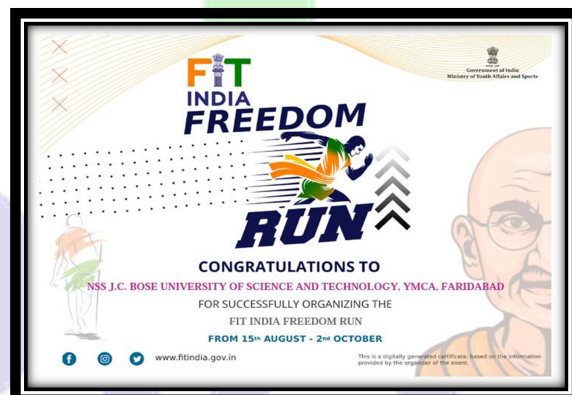 FIT
INDIA
FREEDOM
RUN
Government of India
Ministry of Youth Affairs and Sports
CONGRATULATIONS TO
NSS J.C. BOSE UNIVERSITY OF SCIENCE AND TECHNOLOGY, YMCA, FARIDABAD
FOR SUCCESSFULLY ORGANIZING THE
FIT INDIA FREEDOM RUN
FROM 15th AUGUST - 2nd OCTOBER
www.fitindia.gov.in
This is a digitally generated certificate, based on the information
provided by the organiser of the event.